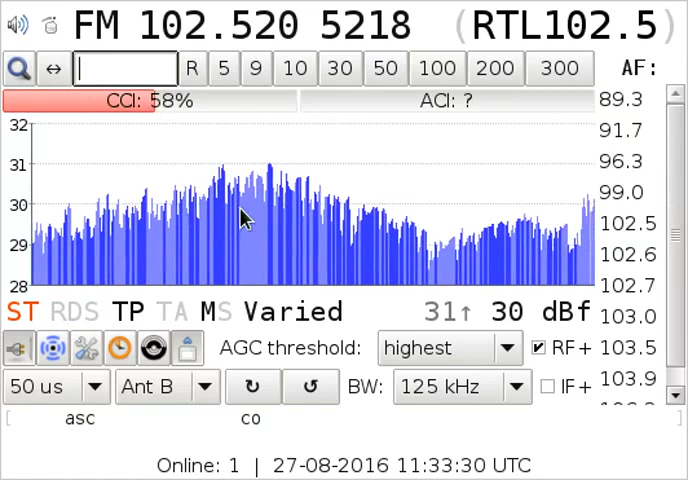 FM 102.520 5218 (RTL102.5)
R 5 9 10 30 50 100 200 300 AF:
CCI: 58% ACI: ?
89.3
91.7
96.3
99.0
102.5
102.6
102.7
103.0
103.5
103.9
32
31
30
29
28
ST RDS TP TA MS Varied 31↑ 30 dBf
AGC threshold: highest RF+
50 us Ant B ↻ ↺ BW: 125 kHz IF+
[ asc co ]
Online: 1 | 27-08-2016 11:33:30 UTC